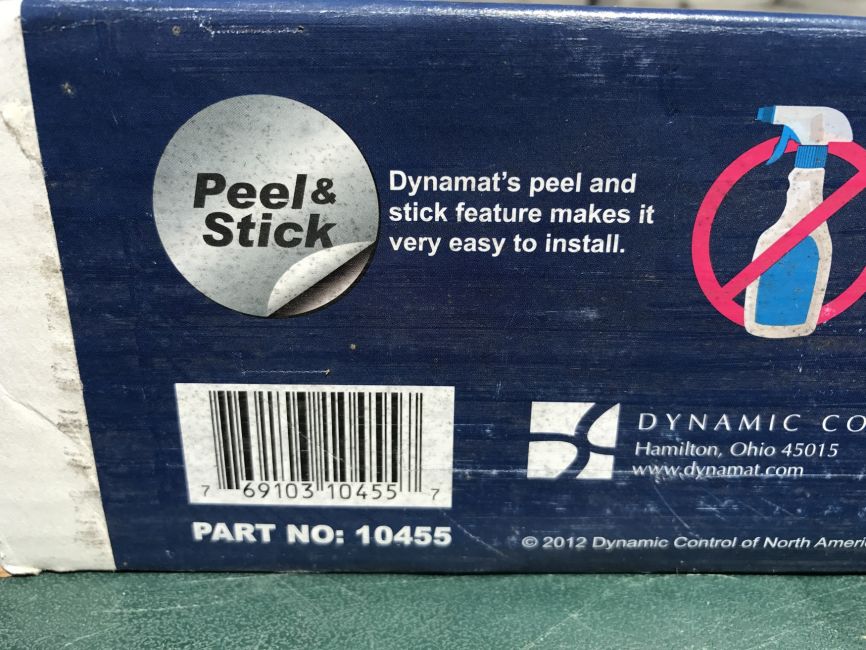 Peel&
Stick
Dynamat's peel and
stick feature makes it
very easy to install.
7 69103 10455 7
PART NO: 10455
DYNAMIC CO
Hamilton, Ohio 45015
www.dynamat.com
© 2012 Dynamic Control of North Ameri